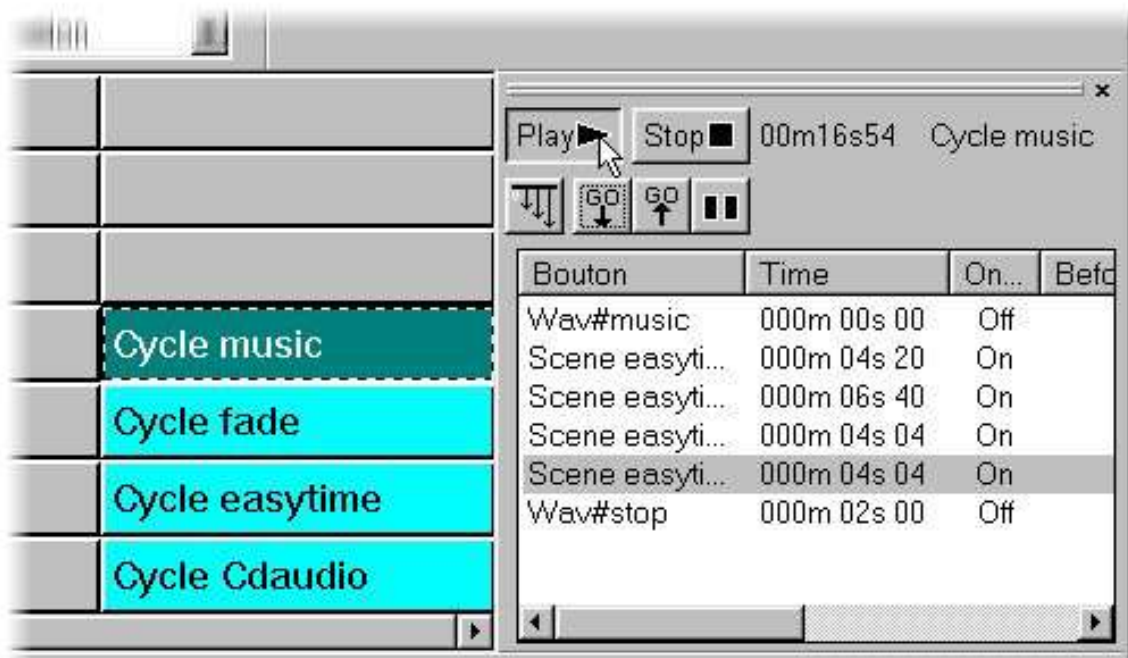 Play Stop 00m16s54 Cycle music
GO GO
Bouton Time On... Befo
Wav#music 000m 00s 00 Off
Scene easyti... 000m 04s 20 On
Scene easyti... 000m 06s 40 On
Scene easyti... 000m 04s 04 On
Scene easyti... 000m 04s 04 On
Wav#stop 000m 02s 00 Off
Cycle music
Cycle fade
Cycle easytime
Cycle Cdaudio